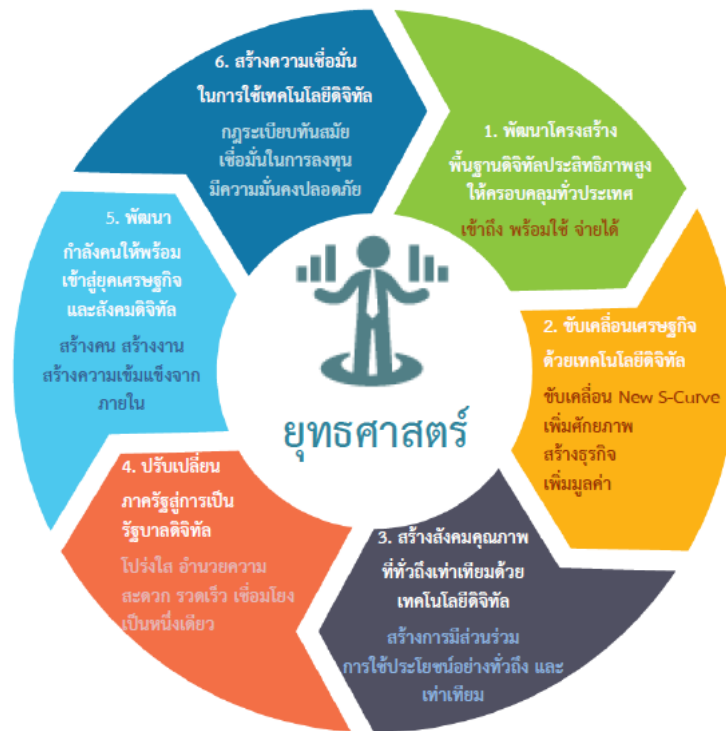 1. พัฒนาโครงสร้าง
พื้นฐานดิจิทัลประสิทธิภาพสูง
ให้ครอบคลุมทั่วประเทศ
เข้าถึง พร้อมใช้ จ่ายได้
2. ขับเคลื่อนเศรษฐกิจ
ด้วยเทคโนโลยีดิจิทัล
ขับเคลื่อน New S-Curve
เพิ่มศักยภาพ
สร้างธุรกิจ
เพิ่มมูลค่า
3. สร้างสังคมคุณภาพ
ที่ทั่วถึงเท่าเทียมด้วย
เทคโนโลยีดิจิทัล
สร้างการมีส่วนร่วม
การใช้ประโยชน์อย่างทั่วถึง และ
เท่าเทียม
4. ปรับเปลี่ยน
ภาครัฐสู่การเป็น
รัฐบาลดิจิทัล
โปร่งใส อำนวยความ
สะดวก รวดเร็ว เชื่อมโยง
เป็นหนึ่งเดียว
5. พัฒนา
กำลังคนให้พร้อม
เข้าสู่ยุคเศรษฐกิจ
และสังคมดิจิทัล
สร้างคน สร้างงาน
สร้างความเข้มแข็งจาก
ภายใน
6. สร้างความเชื่อมั่น
ในการใช้เทคโนโลยีดิจิทัล
กฎระเบียบทันสมัย
เชื่อมั่นในการลงทุน
มีความมั่นคงปลอดภัย
ยุทธศาสตร์